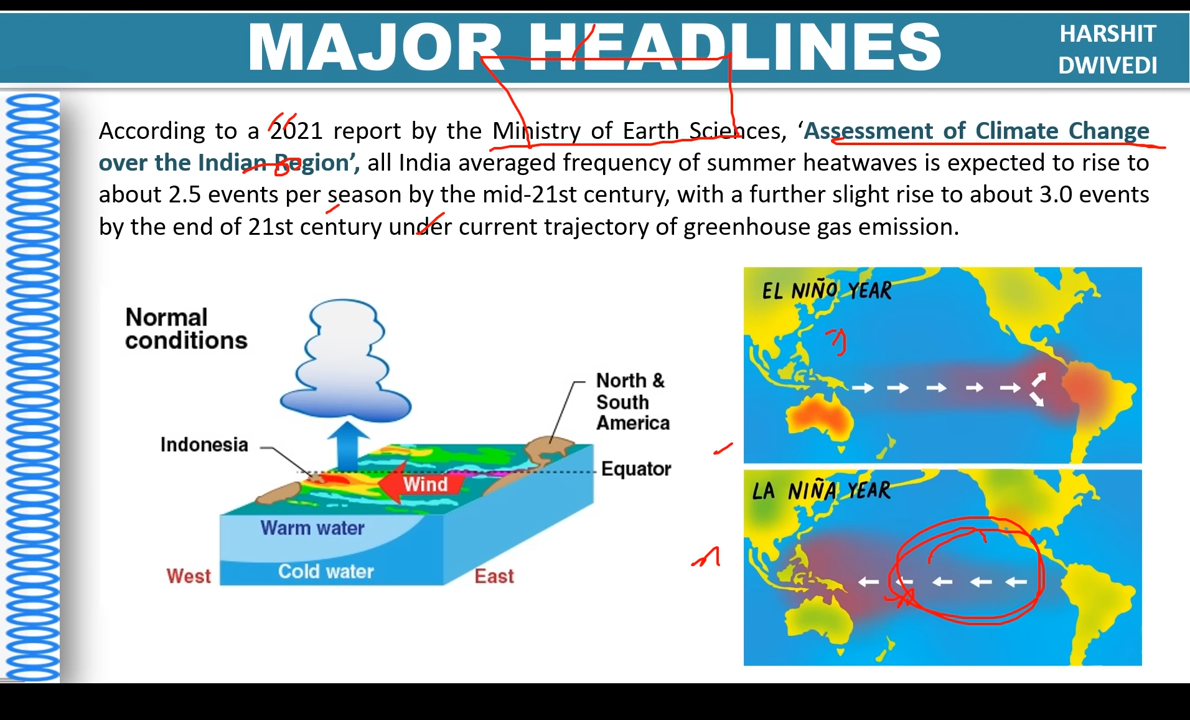 MAJOR HEADLINES
HARSHIT
DWIVEDI
According to a 2021 report by the Ministry of Earth Sciences, ‘Assessment of Climate Change
over the Indian Region’, all India averaged frequency of summer heatwaves is expected to rise to
about 2.5 events per season by the mid-21st century, with a further slight rise to about 3.0 events
by the end of 21st century under current trajectory of greenhouse gas emission.
Normal
conditions
North &
South
America
Indonesia
Equator
Wind
Warm water
Cold water
West
East
EL NIÑO YEAR
LA NIÑA YEAR